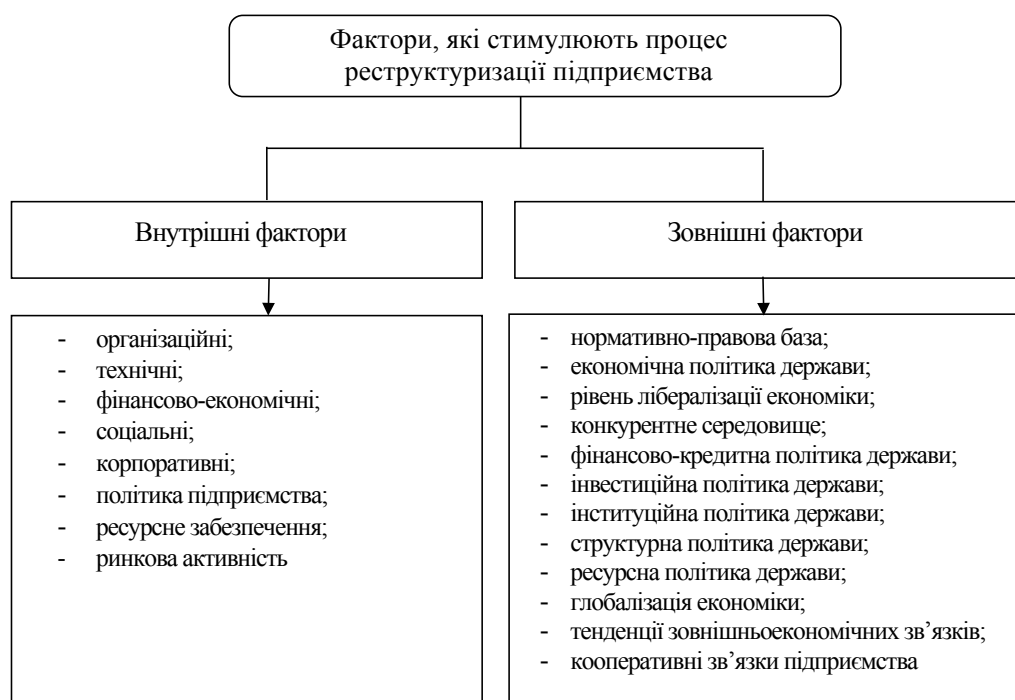 Фактори, які стимулюють процес
реструктуризації підприємства
Внутрішні фактори
Зовнішні фактори
- організаційні;
- технічні;
- фінансово-економічні;
- соціальні;
- корпоративні;
- політика підприємства;
- ресурсне забезпечення;
- ринкова активність
- нормативно-правова база;
- економічна політика держави;
- рівень лібералізації економіки;
- конкурентне середовище;
- фінансово-кредитна політика держави;
- інвестиційна політика держави;
- інституційна політика держави;
- структурна політика держави;
- ресурсна політика держави;
- глобалізація економіки;
- тенденції зовнішньоекономічних зв’язків;
- кооперативні зв’язки підприємства